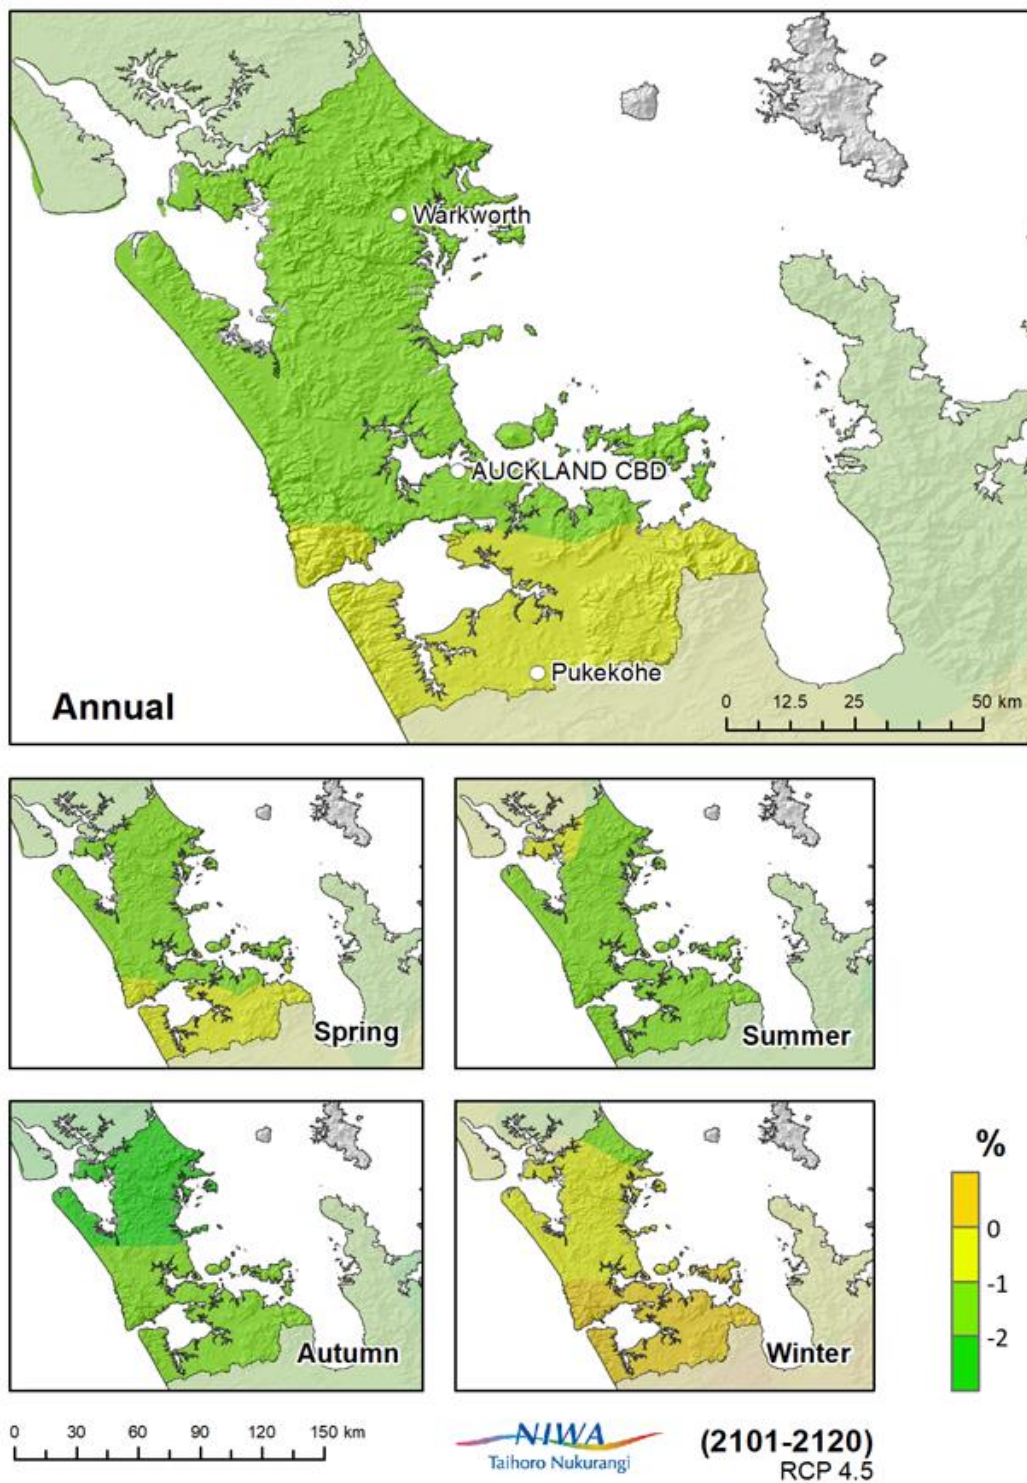 Warkworth
AUCKLAND CBD
Pukekohe
Annual
0 12.5 25 50 km
Spring
Summer
Autumn
Winter
%
0
-1
-2
0 30 60 90 120 150 km
NIWA
Taihoro Nukurangi
(2101-2120)
RCP 4.5